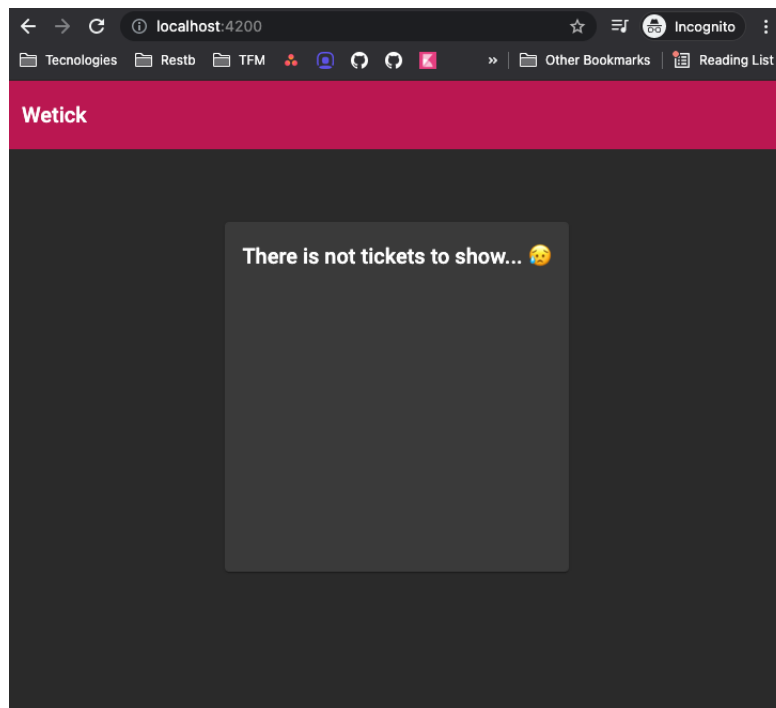 localhost:4200
Incognito
Tecnologies Restb TFM » Other Bookmarks Reading List
Wetick
There is not tickets to show... 😥